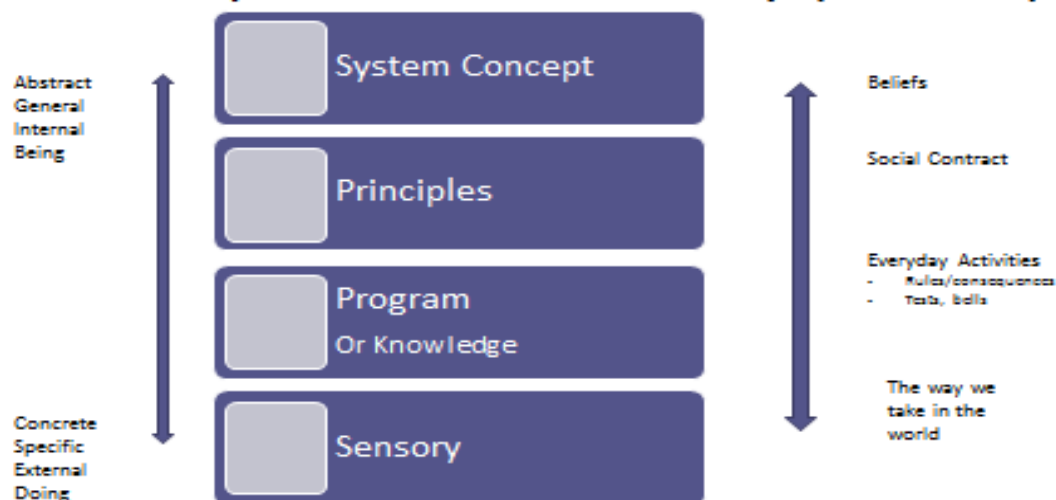 System Concept
Abstract
General
Internal
Being
Beliefs
Principles
Social Contract
Program
Or Knowledge
Everyday Activities
- Rules/consequences
- Tests, bells
Sensory
The way we
take in the
world
Concrete
Specific
External
Doing